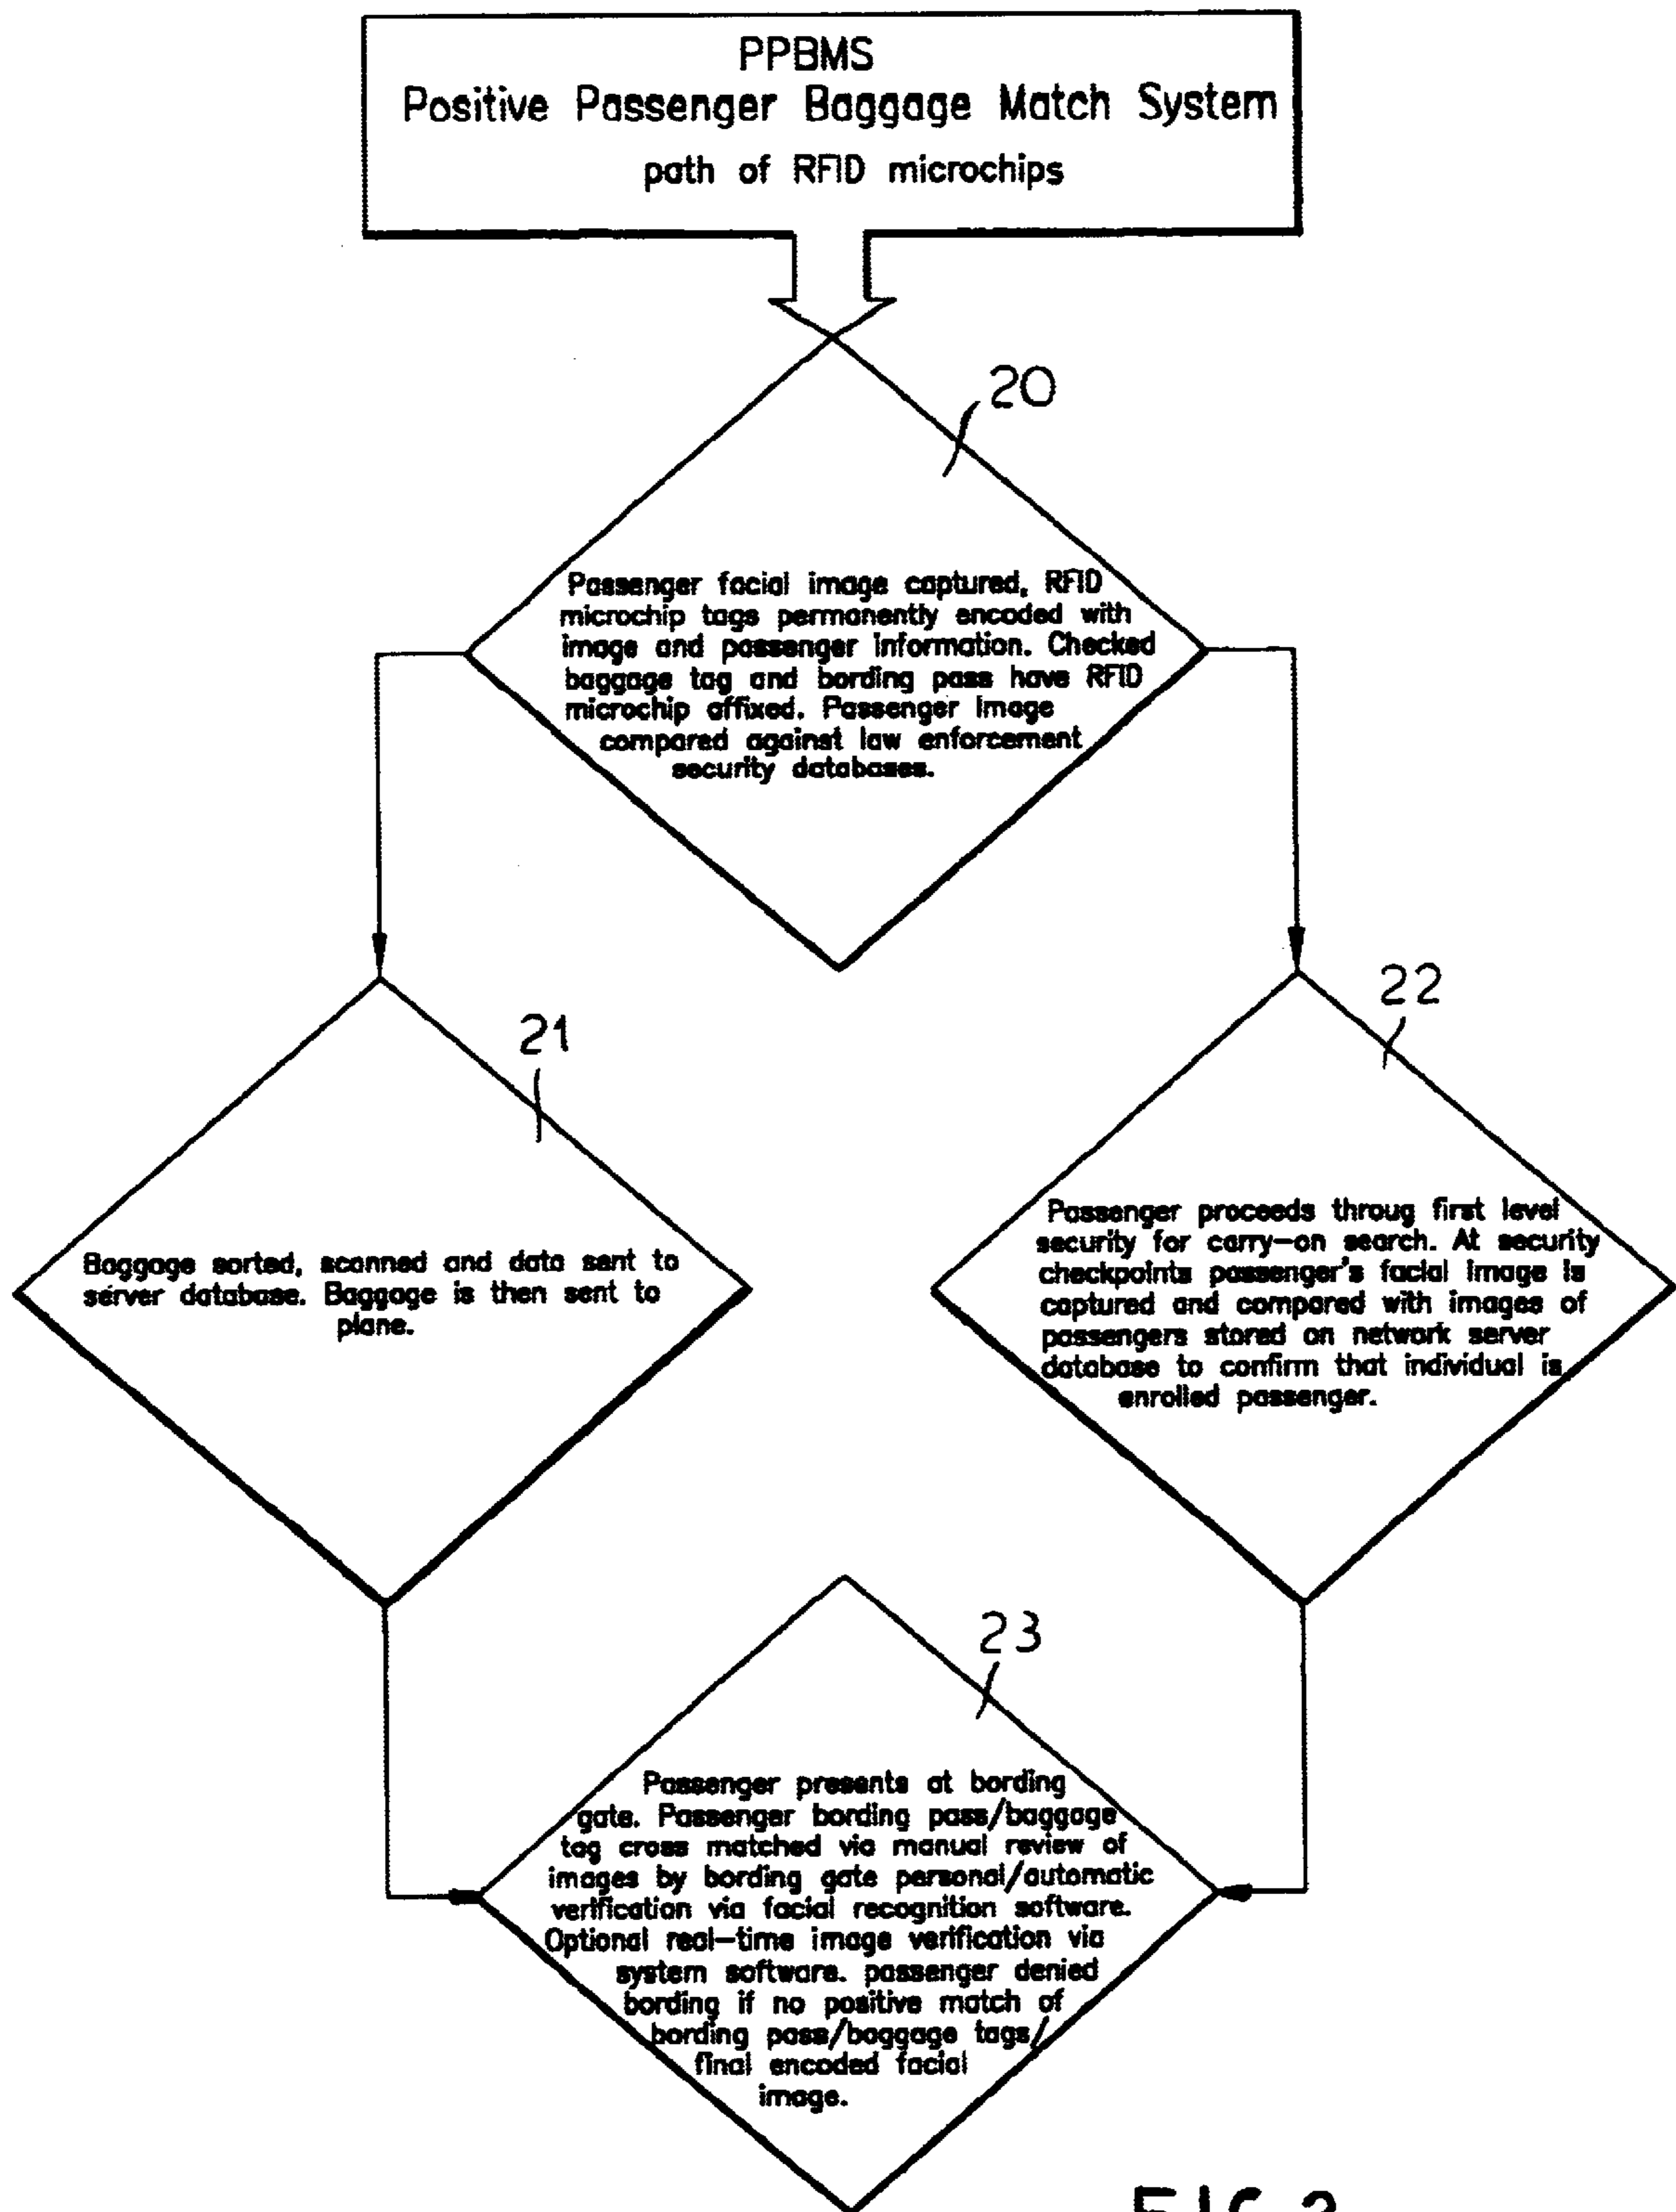 PPBMS
Positive Passenger Baggage Match System
path of RFID microchips
20
Passenger facial image captured, RFID
microchip tags permanently encoded with
image and passenger information. Checked
baggage tag and bording pass have RFID
microchip affixed. Passenger image
compared against law enforcement
security databases.
21
Baggage sorted, scanned and data sent to
server database. Baggage is then sent to
plane.
22
Passenger proceeds throug first level
security for carry-on search. At security
checkpoints passenger's facial image is
captured and compared with images of
passengers stored on network server
database to confirm that individual is
enrolled passenger.
23
Passenger presents at bording
gate. Passenger bording pass/baggage
tag cross matched via manual review of
images by bording gate personal/automatic
verification via facial recognition software.
Optional real-time image verification via
system software. passenger denied
bording if no positive match of
bording pass/baggage tags/
final encoded facial
image.